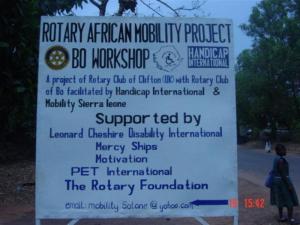 ROTARY AFRICAN MOBILITY PROJECT
BO WORKSHOP
HANDICAP
INTERNATIONAL
A project of Rotary Club of Clifton (UK) with Rotary Club
of Bo facilitated by Handicap International &
Mobility Sierra leone
Supported by
Leonard Cheshire Disability International
Mercy Ships
Motivation
PET International
The Rotary Foundation
email: mobility Salone @ yahoo.com
15:42